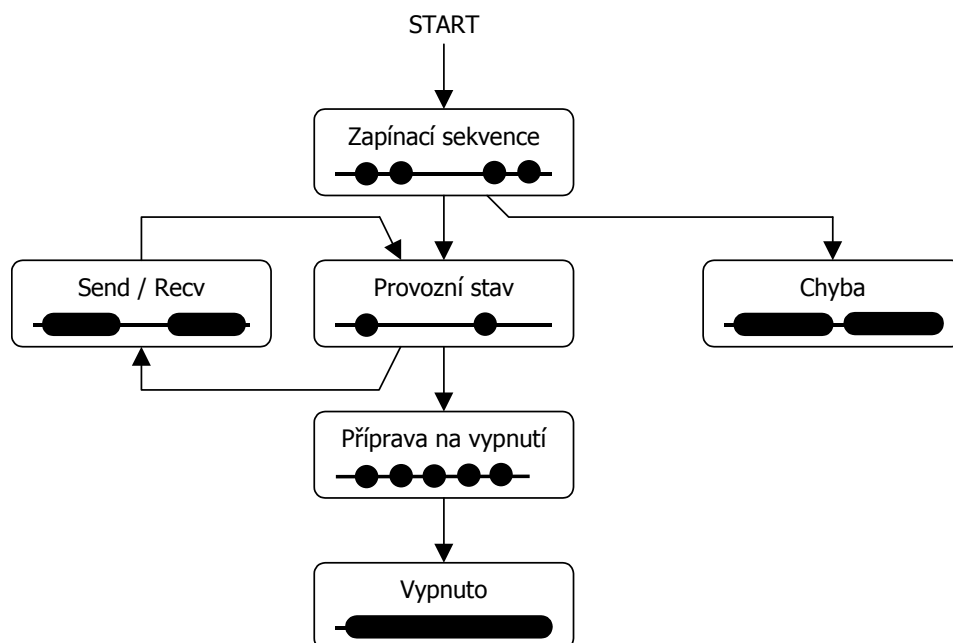 START
Zapínací sekvence
Send / Recv
Provozní stav
Chyba
Příprava na vypnutí
Vypnuto